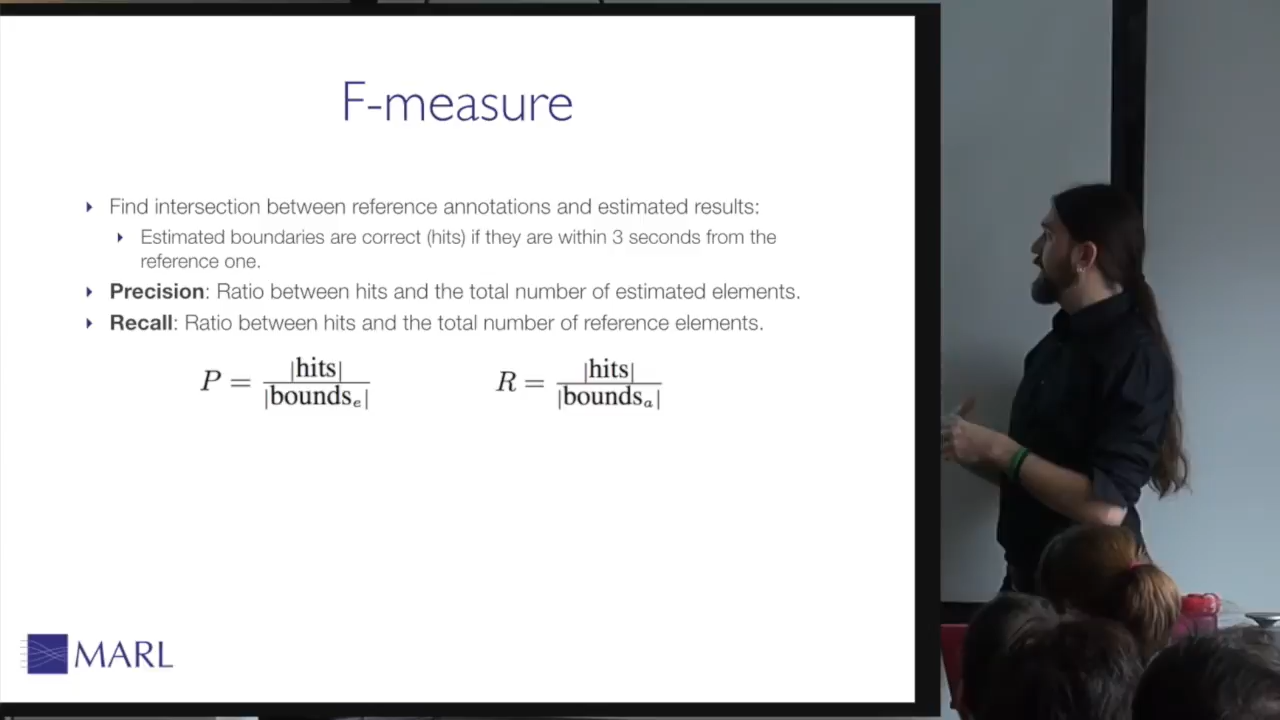 F-measure
Find intersection between reference annotations and estimated results:
Estimated boundaries are correct (hits) if they are within 3 seconds from the
reference one.
Precision: Ratio between hits and the total number of estimated elements.
Recall: Ratio between hits and the total number of reference elements.
P = |hits| / |bounds_e|    R = |hits| / |bounds_a|
MARL